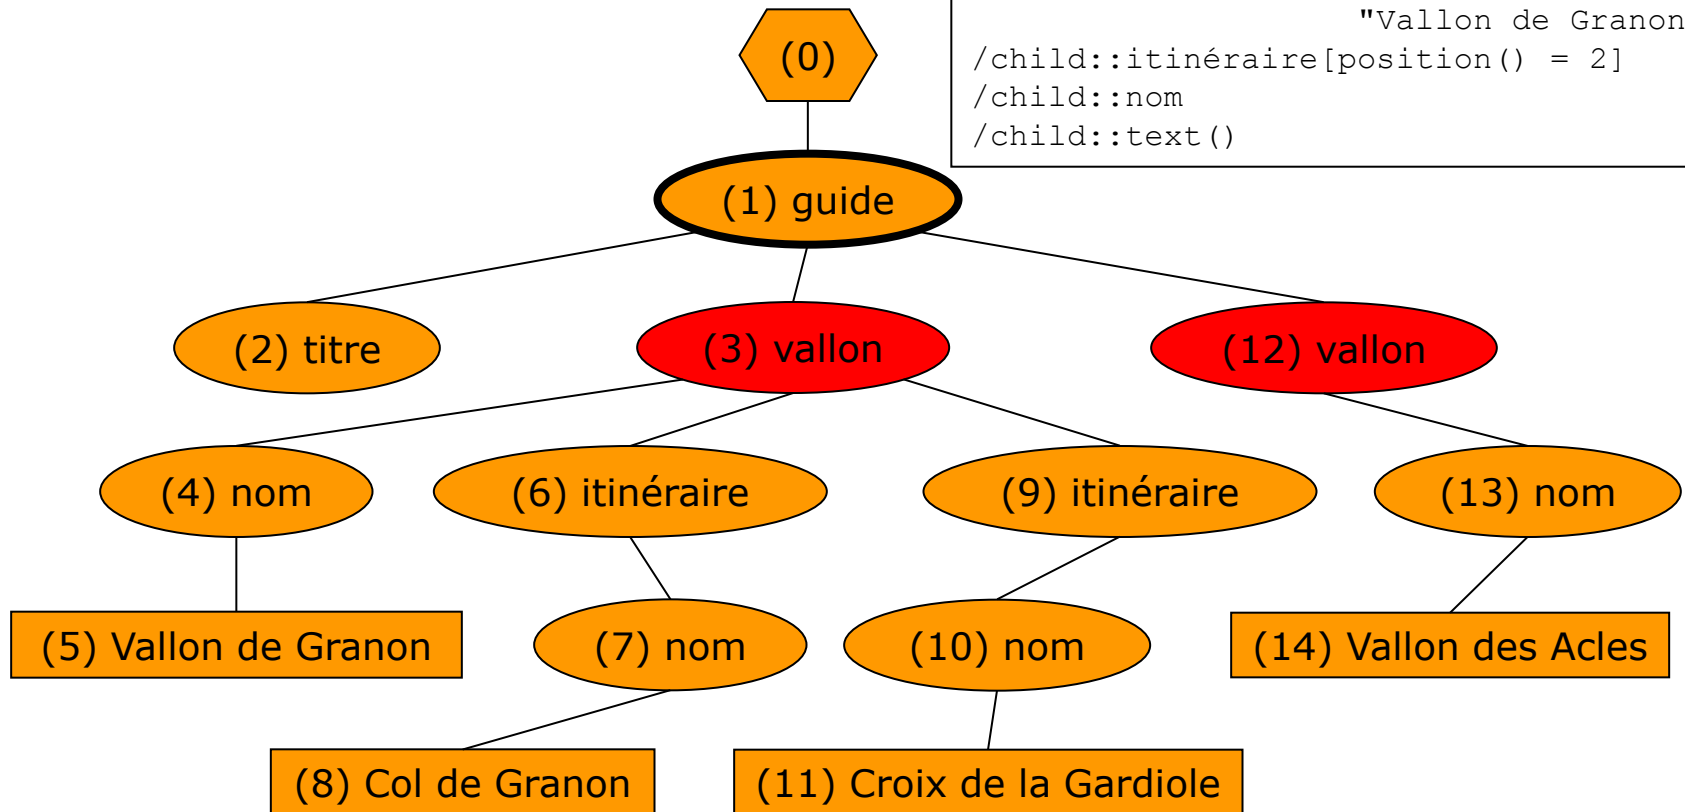 "Vallon de Granon
/child::itinéraire[position() = 2]
/child::nom
/child::text()
(0)
(1) guide
(2) titre
(3) vallon
(12) vallon
(4) nom
(6) itinéraire
(9) itinéraire
(13) nom
(5) Vallon de Granon
(7) nom
(10) nom
(14) Vallon des Acles
(8) Col de Granon
(11) Croix de la Gardiole